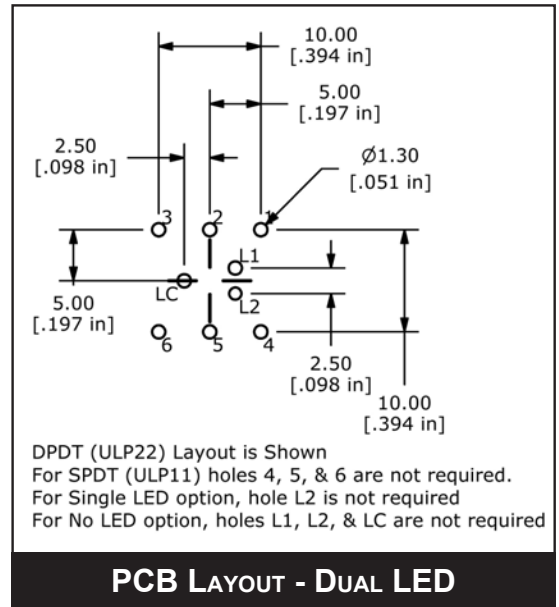 10.00
[.394 in]
5.00
[.197 in]
2.50
[.098 in]
Ø1.30
[.051 in]
3
2
1
L1
LC
L2
5.00
[.197 in]
6
5
4
2.50
[.098 in]
10.00
[.394 in]
DPDT (ULP22) Layout is Shown
For SPDT (ULP11) holes 4, 5, & 6 are not required.
For Single LED option, hole L2 is not required
For No LED option, holes L1, L2, & LC are not required
PCB LAYOUT - DUAL LED